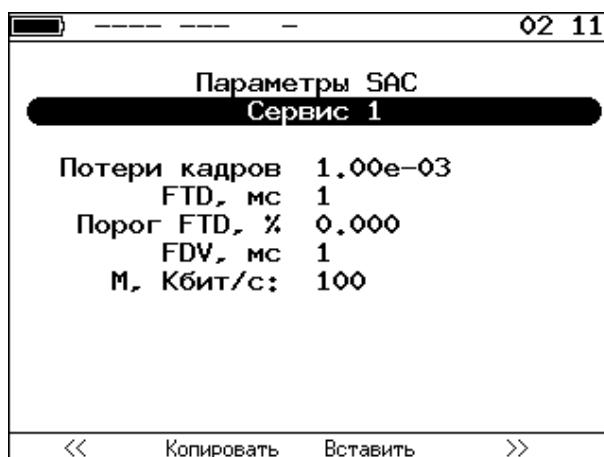 ---- --- - 02 11
Параметры SAC
Сервис 1
Потери кадров 1.00e-03
FTD, мс 1
Порог FTD, % 0.000
FDV, мс 1
М, Кбит/с: 100
<< Копировать Вставить >>